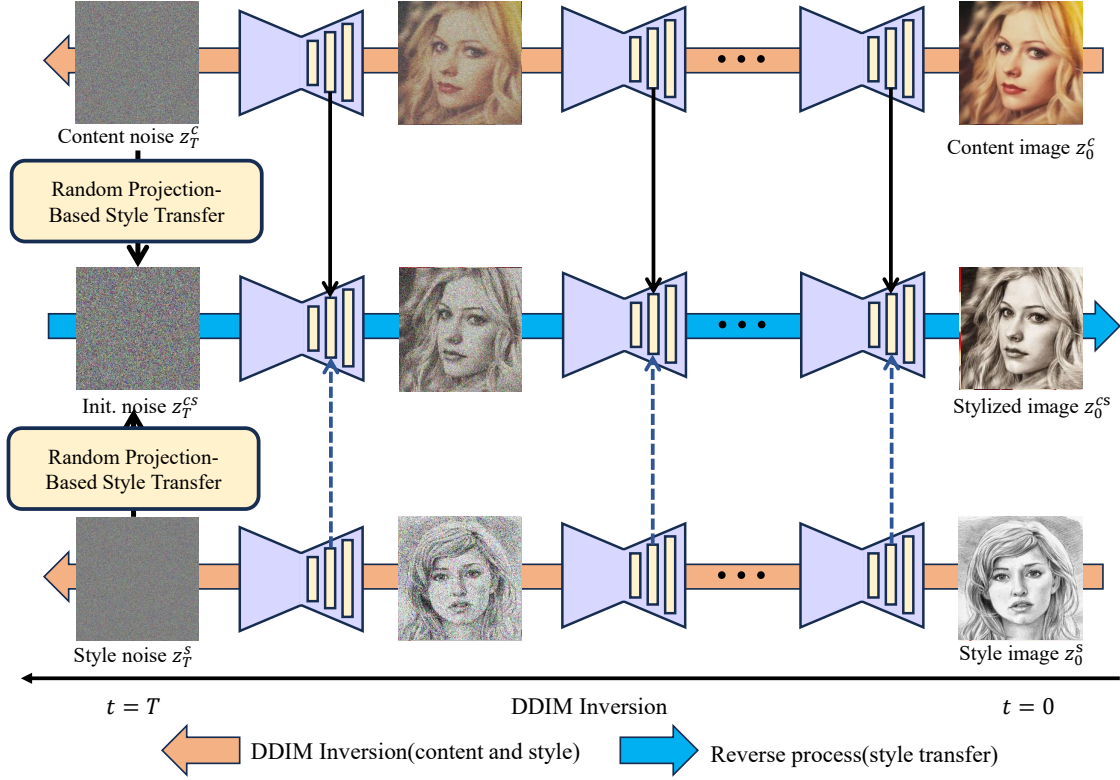 Content noise z_T^c
Content image z_0^c
Random Projection-
Based Style Transfer
Init. noise z_T^cs
Stylized image z_0^cs
Random Projection-
Based Style Transfer
Style noise z_T^s
Style image z_0^s
t = T
DDIM Inversion
t = 0
DDIM Inversion(content and style)
Reverse process(style transfer)